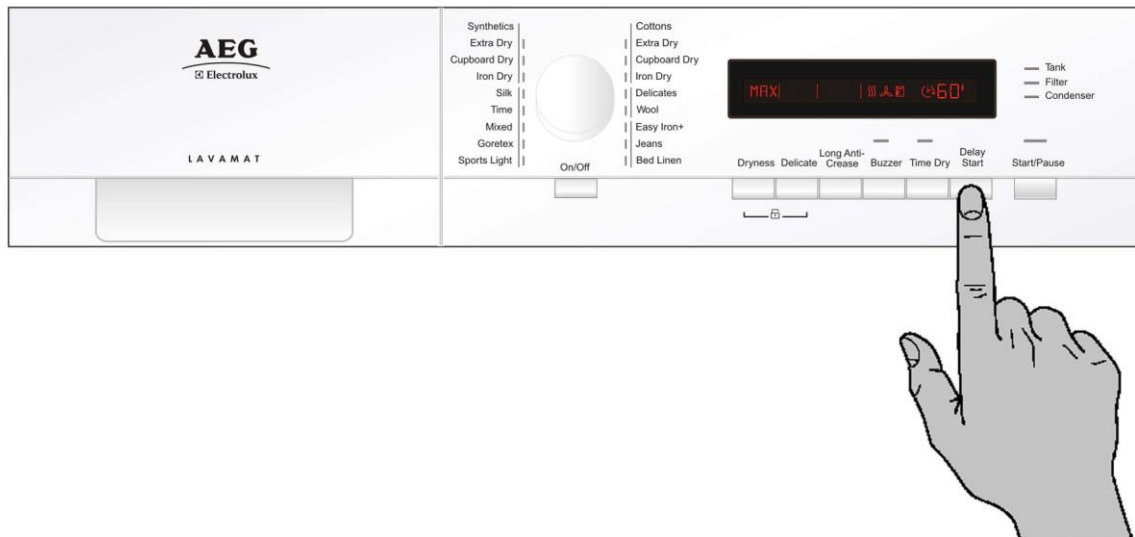 AEG
Electrolux
LAVAMAT
Synthetics
Extra Dry
Cupboard Dry
Iron Dry
Silk
Time
Mixed
Goretex
Sports Light
On/Off
Cottons
Extra Dry
Cupboard Dry
Iron Dry
Delicates
Wool
Easy Iron+
Jeans
Bed Linen
MAX
60'
Dryness
Delicate
Long Anti-
Crease
Buzzer
Time Dry
Delay
Start
Start/Pause
Tank
Filter
Condenser